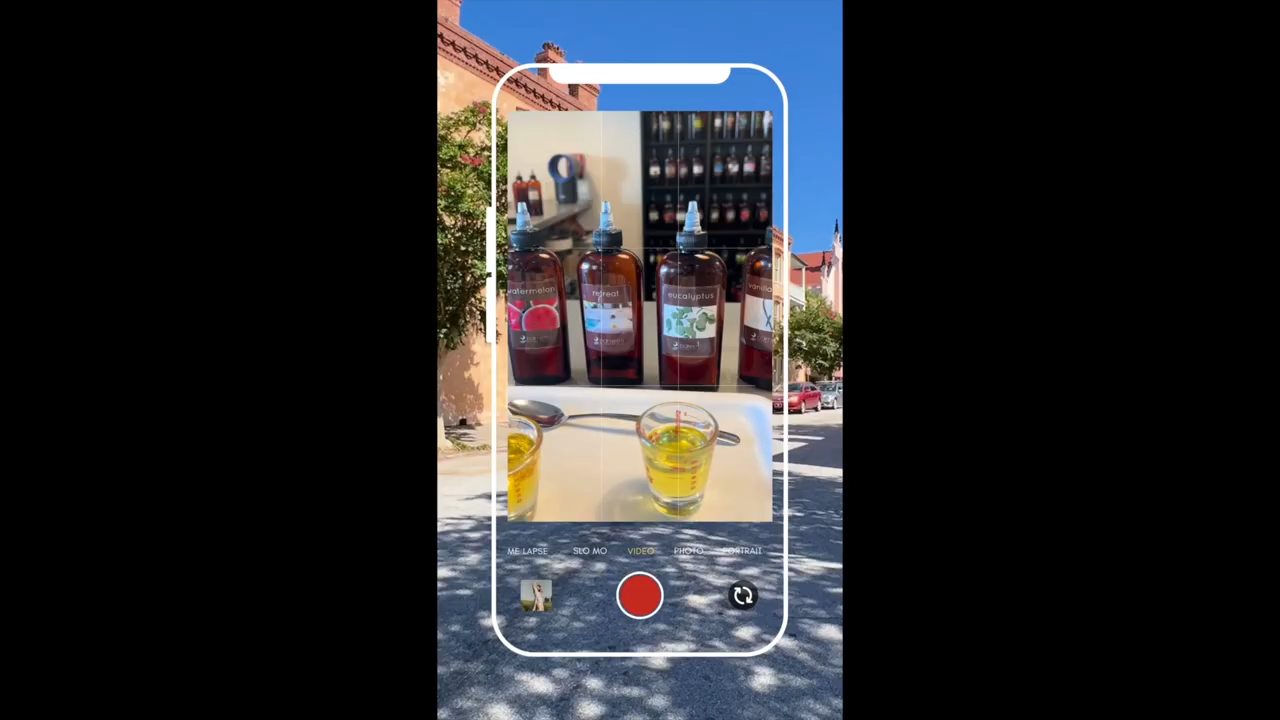 watermelon
retreat
eucalyptus
vanilla
ME LAPSE
SLO MO
VIDEO
PHOTO
PORTRAIT